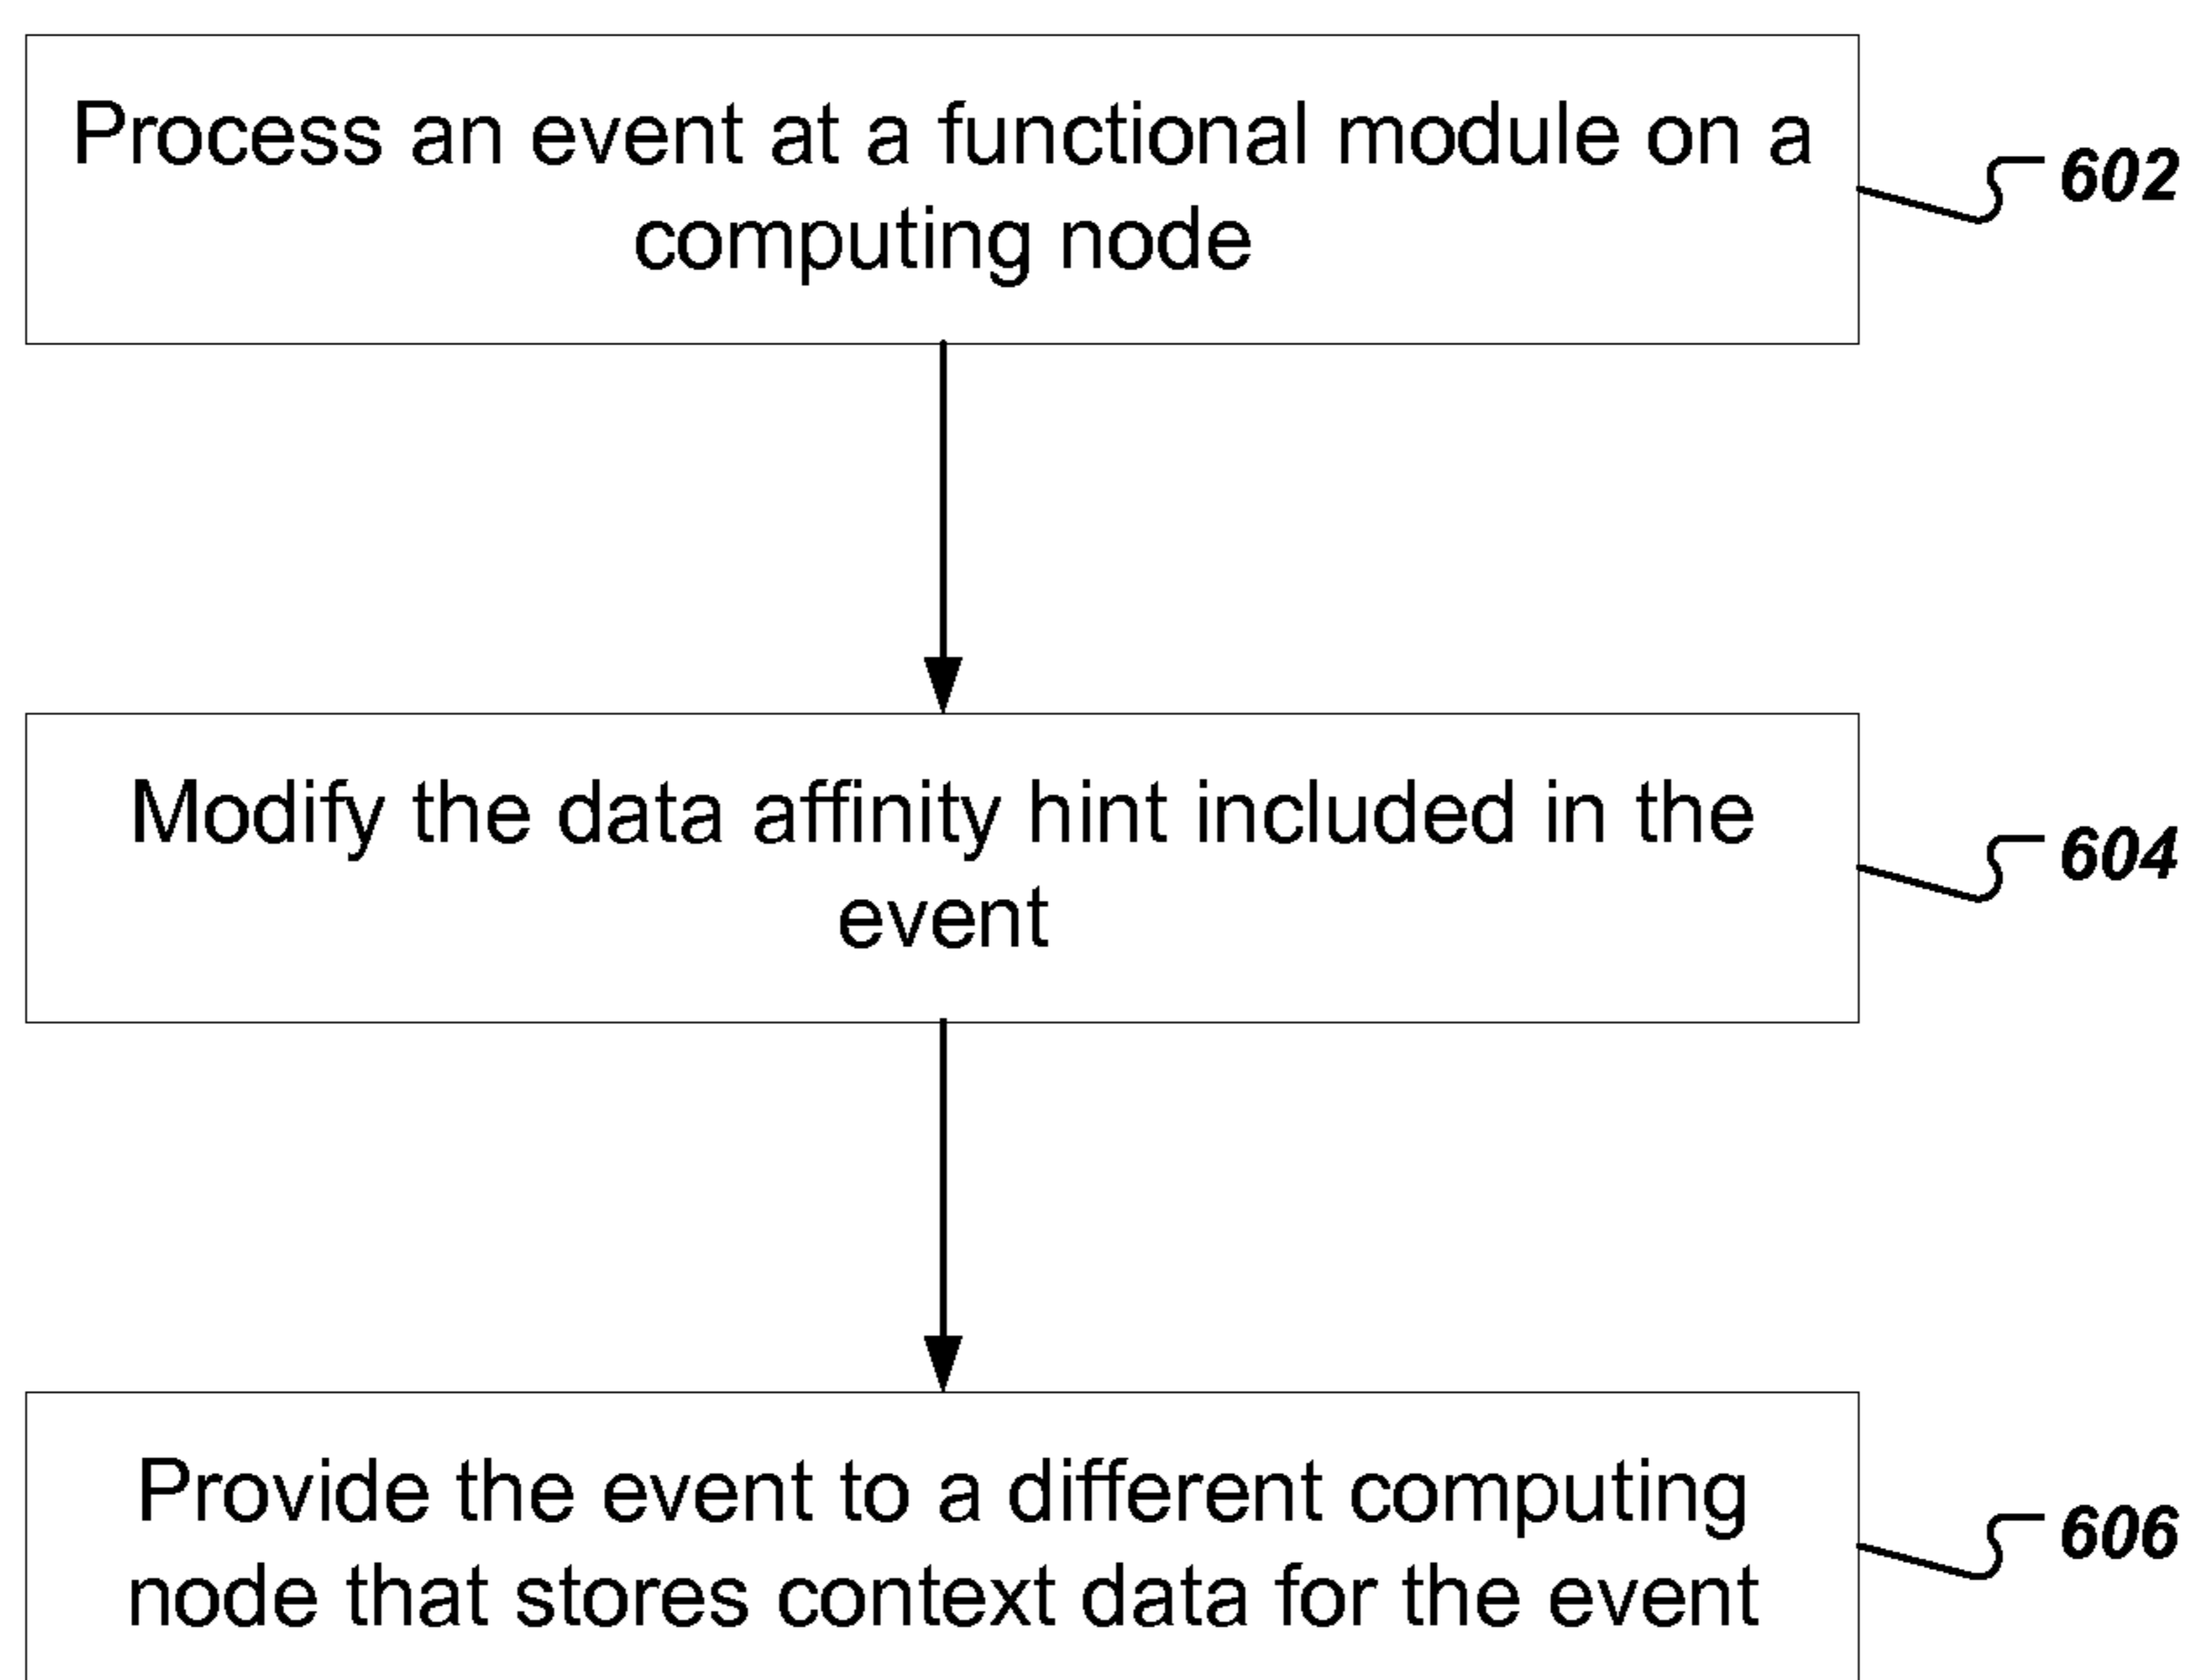 Process an event at a functional module on a
computing node
602
Modify the data affinity hint included in the
event
604
Provide the event to a different computing
node that stores context data for the event
606